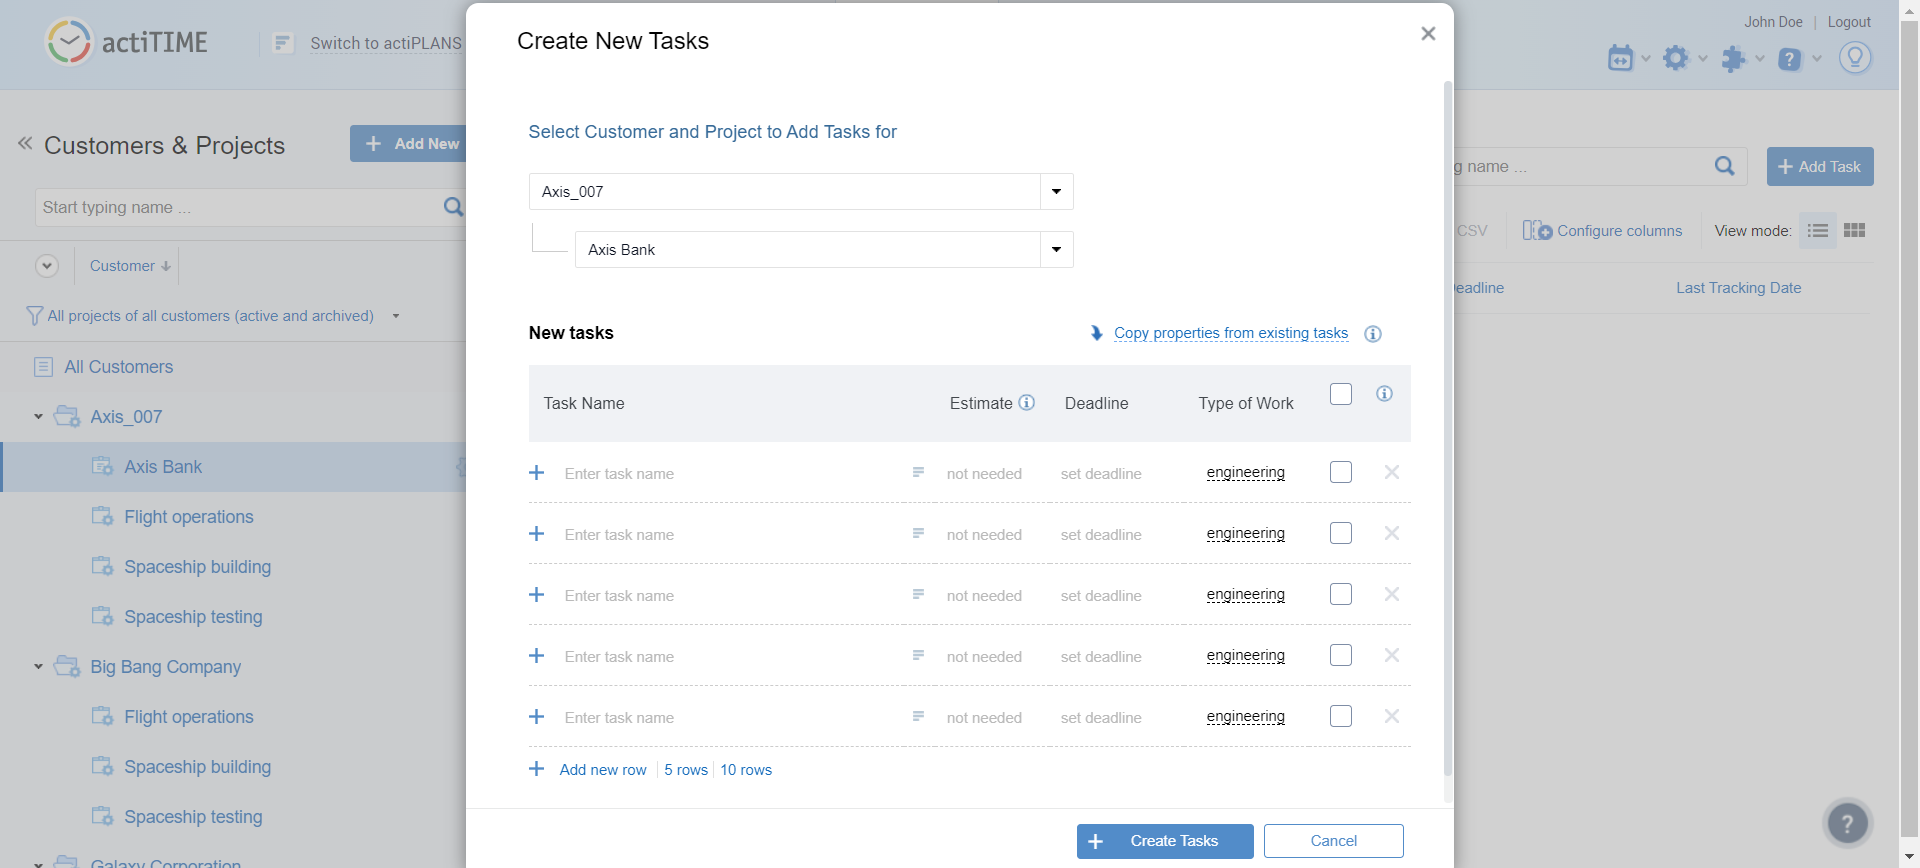 actiTIME
Switch to actiPLANS
John Doe | Logout
Customers & Projects
Add New
Start typing name ...
Customer
All projects of all customers (active and archived)
All Customers
Axis_007
Axis Bank
Flight operations
Spaceship building
Spaceship testing
Big Bang Company
Flight operations
Spaceship building
Spaceship testing
Galaxy Corporation
Create New Tasks
Select Customer and Project to Add Tasks for
Axis_007
Axis Bank
New tasks
Copy properties from existing tasks
Task Name Estimate Deadline Type of Work
Enter task name not needed set deadline engineering
Enter task name not needed set deadline engineering
Enter task name not needed set deadline engineering
Enter task name not needed set deadline engineering
Enter task name not needed set deadline engineering
Add new row 5 rows 10 rows
Create Tasks Cancel
g name ...
Add Task
CSV Configure columns View mode:
eadline Last Tracking Date